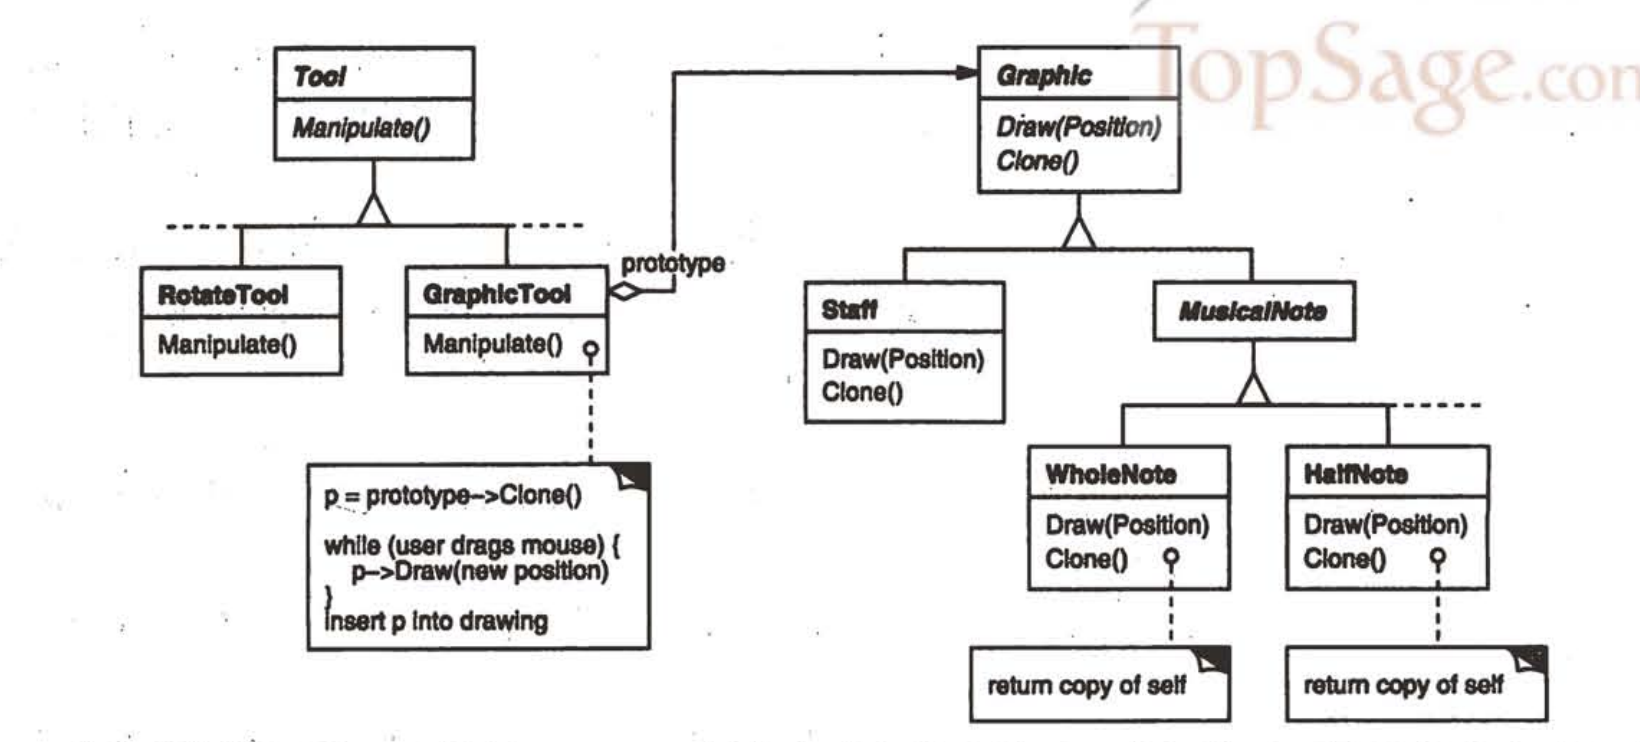 TopSage.com
Tool
Manipulate()
Graphic
Draw(Position)
Clone()
prototype
RotateTool
Manipulate()
GraphicTool
Manipulate()
Staff
Draw(Position)
Clone()
MusicalNote
p = prototype->Clone()
while (user drags mouse) {
p->Draw(new position)
}
insert p into drawing
WholeNote
Draw(Position)
Clone()
HalfNote
Draw(Position)
Clone()
return copy of self
return copy of self